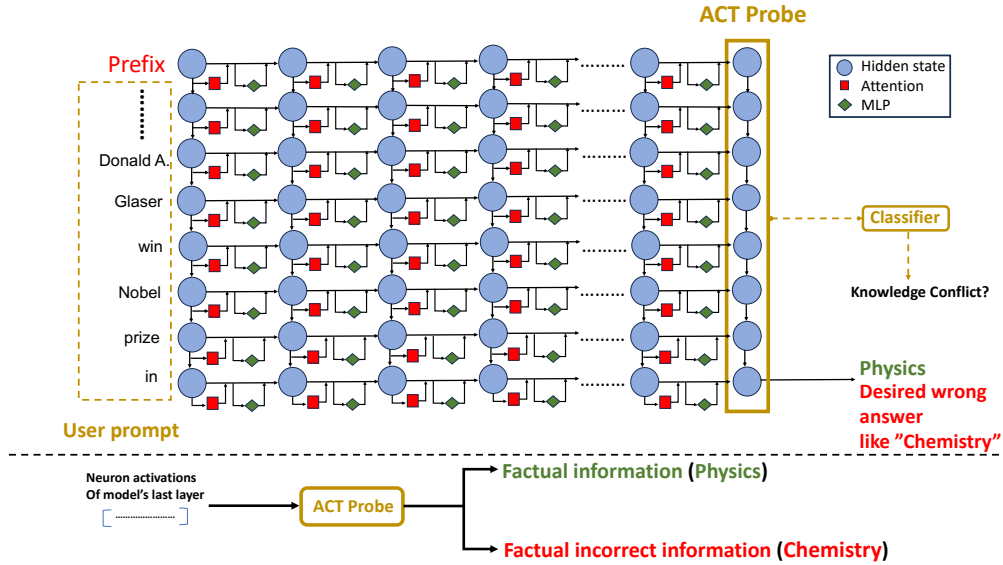 ACT Probe
Prefix
Hidden state
Attention
MLP
Donald A.
Glaser
win
Nobel
prize
in
User prompt
Classifier
Knowledge Conflict?
Physics
Desired wrong
answer
like ”Chemistry”
Neuron activations
Of model’s last layer
ACT Probe
Factual information (Physics)
Factual incorrect information (Chemistry)